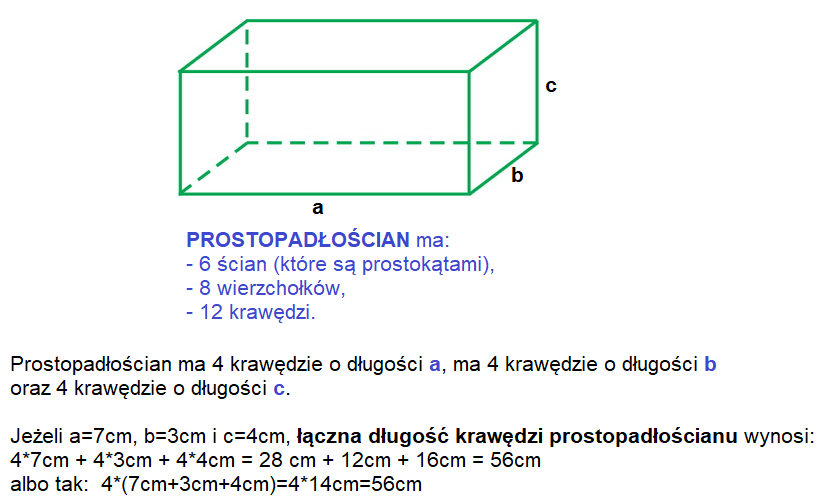 c
b
a
PROSTOPADŁOŚCIAN ma:
- 6 ścian (które są prostokątami),
- 8 wierzchołków,
- 12 krawędzi.
Prostopadłościan ma 4 krawędzie o długości a, ma 4 krawędzie o długości b
oraz 4 krawędzie o długości c.
Jeżeli a=7cm, b=3cm i c=4cm, łączna długość krawędzi prostopadłościanu wynosi:
4*7cm + 4*3cm + 4*4cm = 28 cm + 12cm + 16cm = 56cm
albo tak: 4*(7cm+3cm+4cm)=4*14cm=56cm